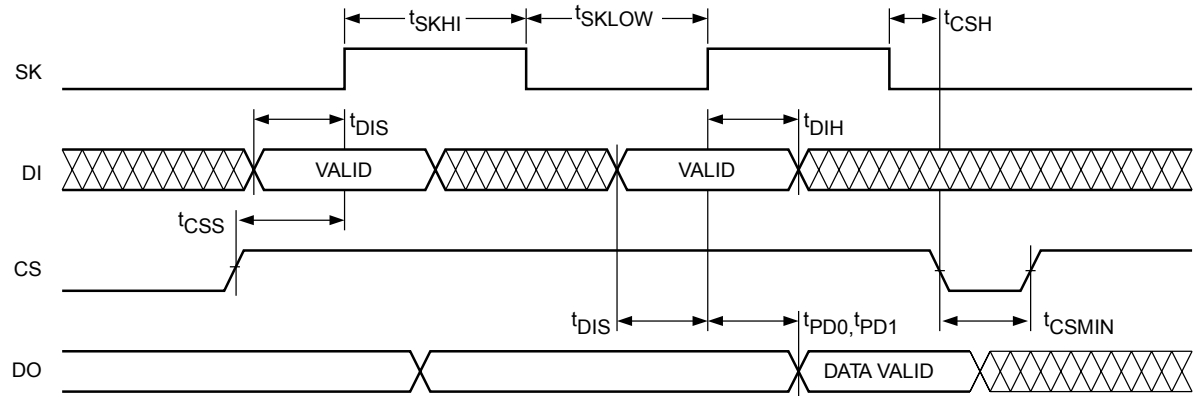 tSKHI
tSKLOW
tCSH
SK
tDIS
tDIH
DI
VALID
VALID
tCSS
CS
tDIS
tPD0,tPD1
tCSMIN
DO
DATA VALID